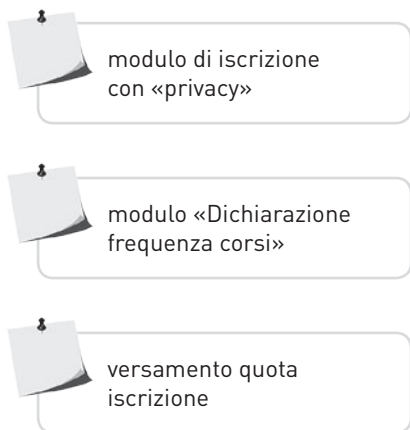 modulo di iscrizione
con «privacy»
modulo «Dichiarazione
frequenza corsi»
versamento quota
iscrizione